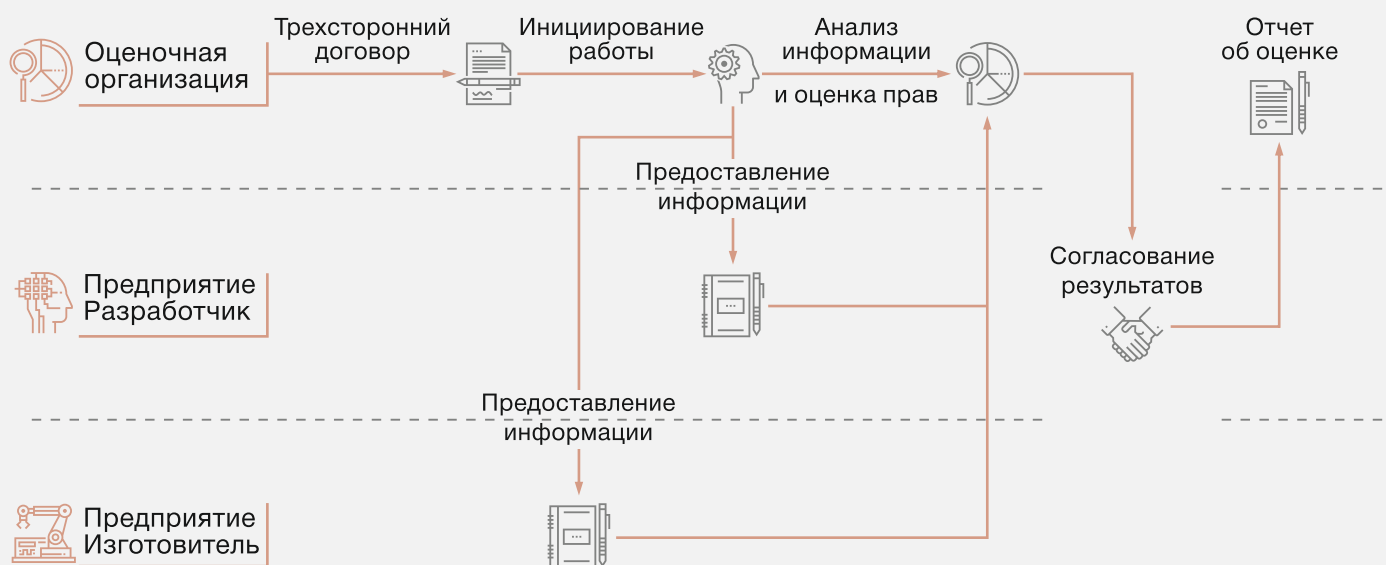 Оценочная
организация
Трехсторонний
договор
Инициирование
работы
Анализ
информации
и оценка прав
Отчет
об оценке
Предоставление
информации
Предприятие
Разработчик
Согласование
результатов
Предоставление
информации
Предприятие
Изготовитель